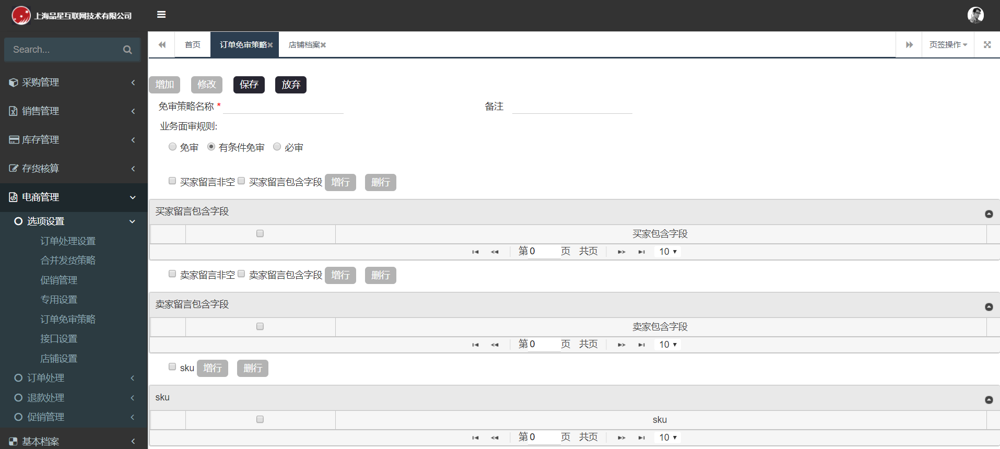 上海品星互联网技术有限公司
Search...
采购管理
销售管理
库存管理
存货核算
电商管理
选项设置
订单处理设置
合并发货策略
促销管理
专用设置
订单免审策略
接口设置
店铺设置
订单处理
退款处理
促销管理
基本档案
首页 订单免审策略 店铺档案 页签操作
增加 修改 保存 放弃
免审策略名称 * 备注
业务面审规则:
免审 有条件免审 必审
买家留言非空 买家留言包含字段 增行 删行
买家留言包含字段
买家包含字段
第 0 页 共页 10
卖家留言非空 卖家留言包含字段 增行 删行
卖家留言包含字段
卖家包含字段
第 0 页 共页 10
sku 增行 删行
sku
sku
第 0 页 共页 10